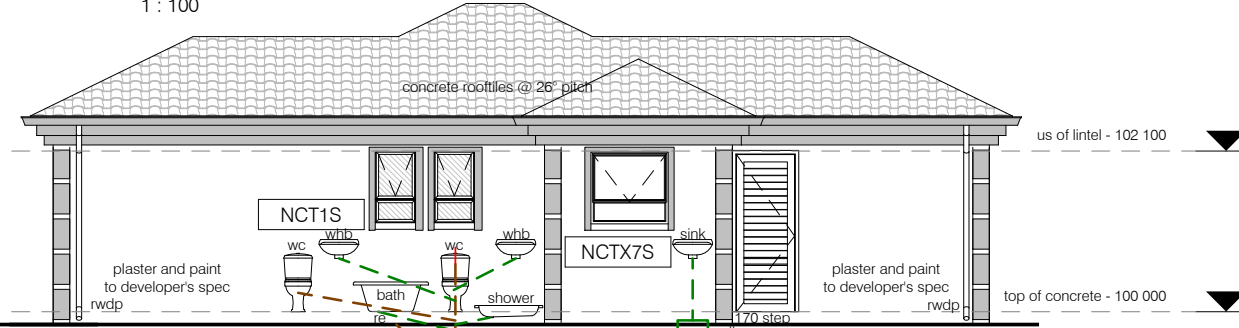 1 : 100
concrete rooftiles @ 26° pitch
us of lintel - 102 100
NCT1S
whb
wc
wc
whb
NCTX7S
sink
plaster and paint
to developer's spec
rwdp
bath
shower
re
plaster and paint
to developer's spec
rwdp
top of concrete - 100 000
170 step